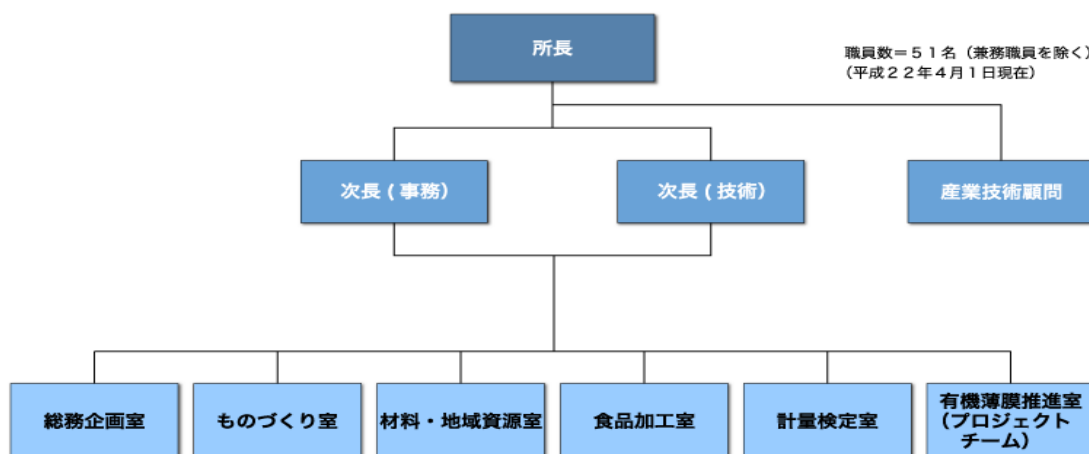 所長
職員数=５１名（兼務職員を除く）
（平成２２年４月１日現在）
次長 ( 事務）
次長 ( 技術）
産業技術顧問
総務企画室
ものづくり室
材料・地域資源室
食品加工室
計量検定室
有機薄膜推進室
（プロジェクト
チーム）